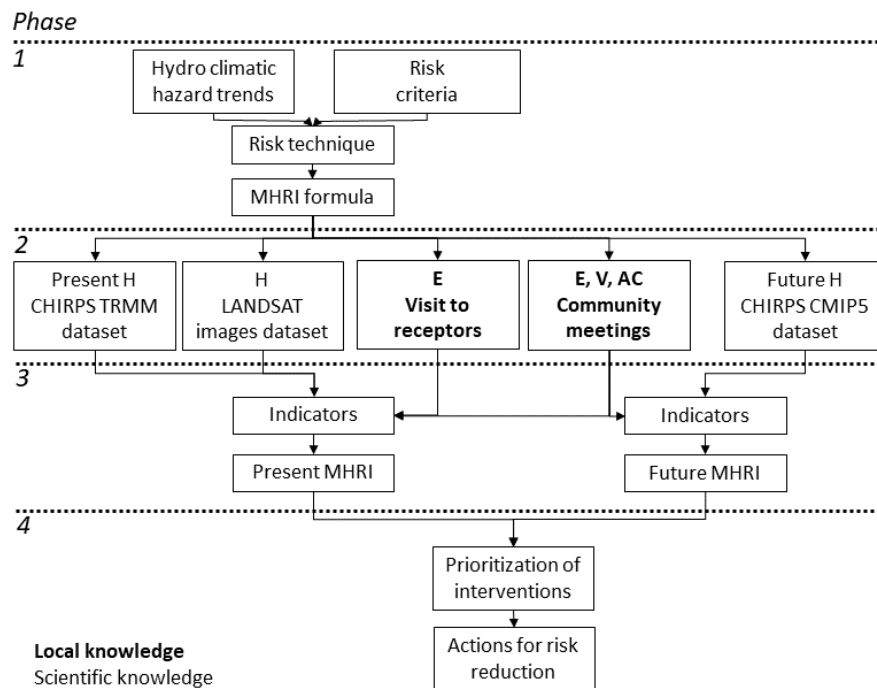 Phase
1
Hydro climatic
hazard trends
Risk
criteria
Risk technique
MHRI formula
2
Present H
CHIRPS TRMM
dataset
H
LANDSAT
images dataset
E
Visit to
receptors
E, V, AC
Community
meetings
Future H
CHIRPS CMIP5
dataset
3
Indicators
Indicators
Present MHRI
Future MHRI
4
Prioritization of
interventions
Actions for risk
reduction
Local knowledge
Scientific knowledge